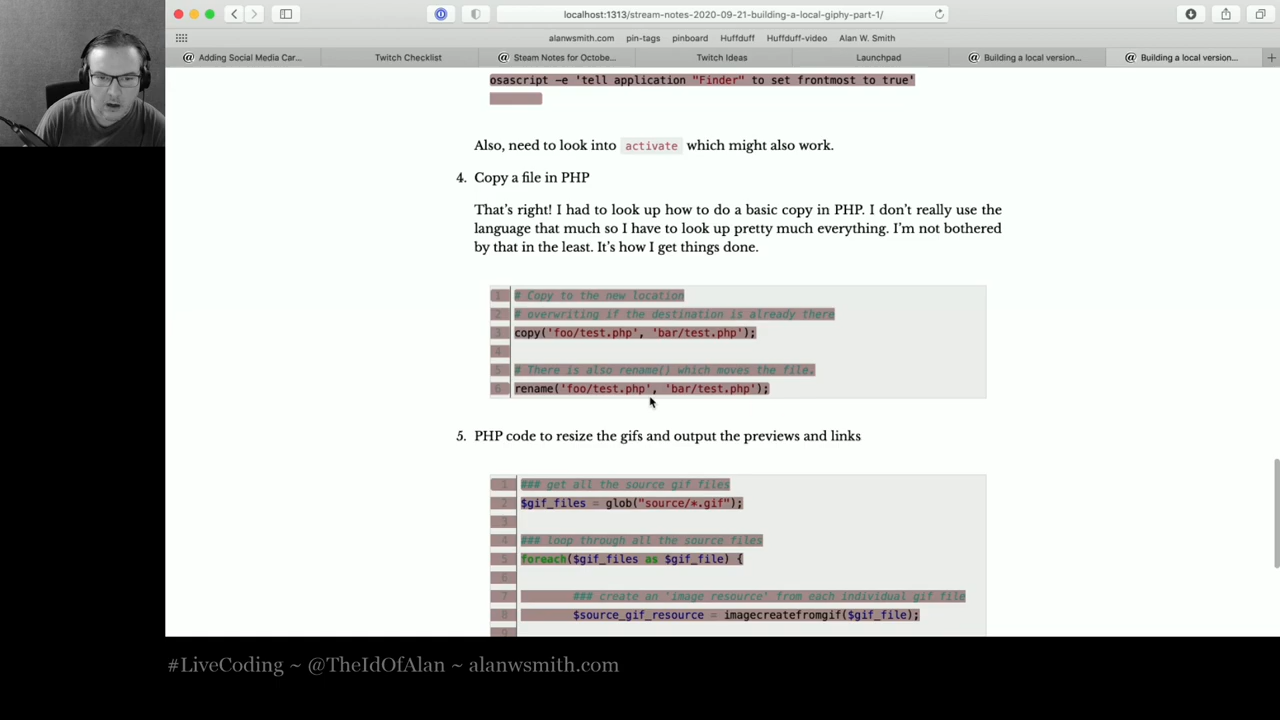 localhost:1313/stream-notes-2020-09-21-building-a-local-giphy-part-1/
alanwsmith.com pin-tags pinboard Huffduff Huffduff-video Alan W. Smith
Adding Social Media Car... Twitch Checklist Steam Notes for Octobe... Twitch Ideas Launchpad Building a local version... Building a local version...
osascript -e 'tell application "Finder" to set frontmost to true'
Also, need to look into activate which might also work.
4. Copy a file in PHP
That's right! I had to look up how to do a basic copy in PHP. I don't really use the
language that much so I have to look up pretty much everything. I'm not bothered
by that in the least. It's how I get things done.
1 # Copy to the new location
2 # overwriting if the destination is already there
3 copy('foo/test.php', 'bar/test.php');
4
5 # There is also rename() which moves the file.
6 rename('foo/test.php', 'bar/test.php');
5. PHP code to resize the gifs and output the previews and links
1 ### get all the source gif files
2 $gif_files = glob("source/*.gif");
3
4 ### loop through all the source files
5 foreach($gif_files as $gif_file) {
6
7 ### create an 'image resource' from each individual gif file
8 $source_gif_resource = imagecreatefromgif($gif_file);
9
#LiveCoding ~ @TheIdOfAlan ~ alanwsmith.com